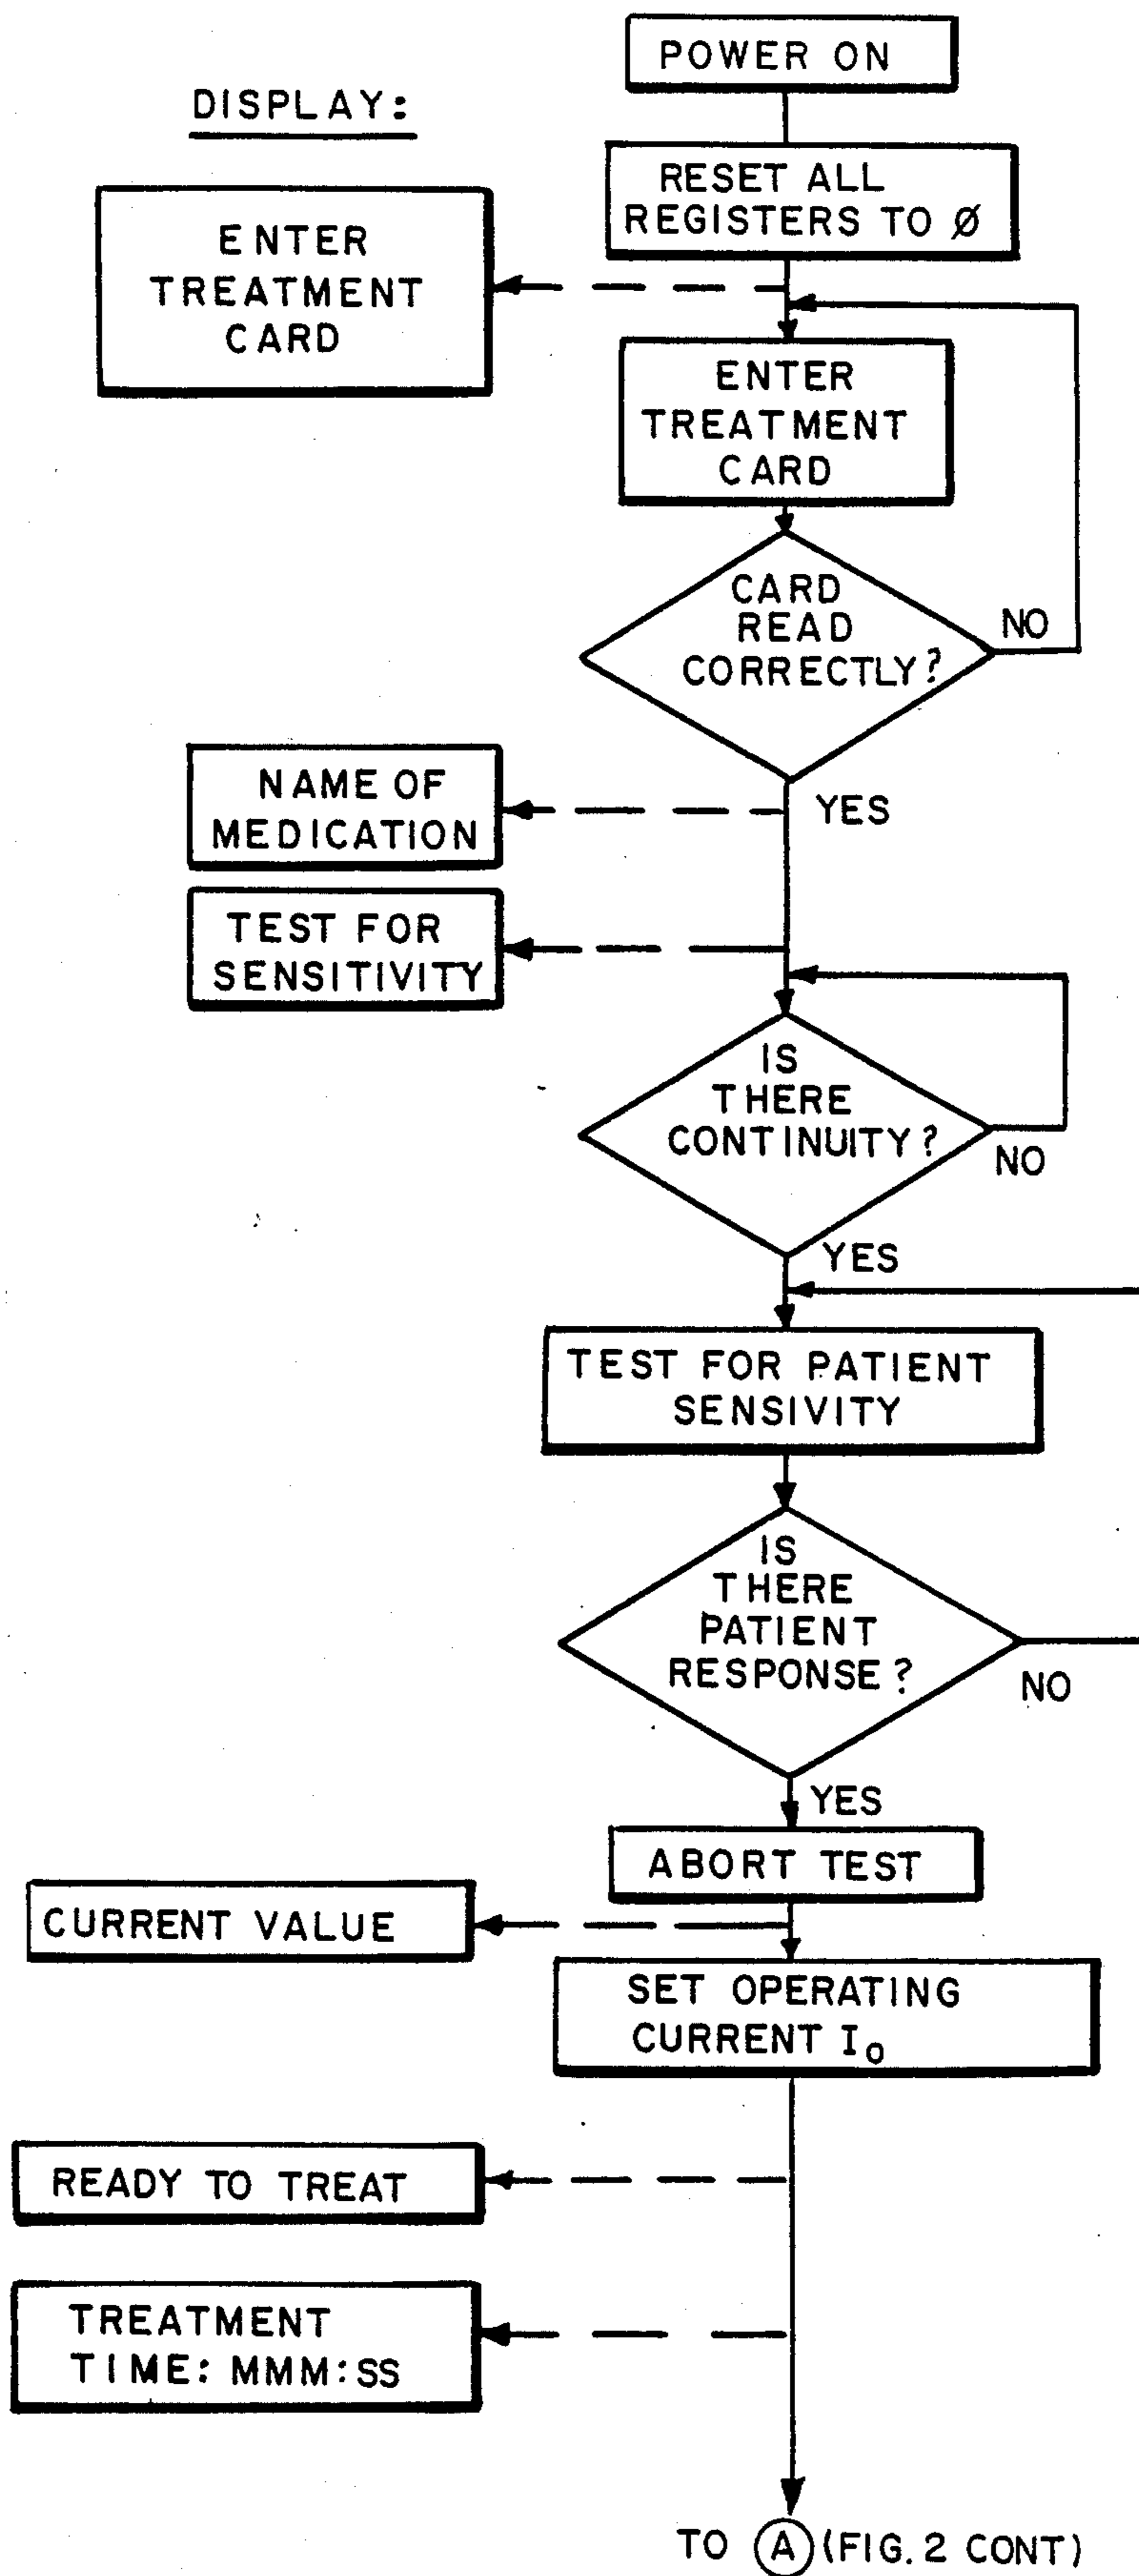 POWER ON
DISPLAY:
RESET ALL
REGISTERS TO Ø
ENTER
TREATMENT
CARD
ENTER
TREATMENT
CARD
CARD
READ
CORRECTLY?
NO
YES
NAME OF
MEDICATION
TEST FOR
SENSITIVITY
IS
THERE
CONTINUITY?
NO
YES
TEST FOR PATIENT
SENSIVITY
IS
THERE
PATIENT
RESPONSE?
NO
YES
ABORT TEST
CURRENT VALUE
SET OPERATING
CURRENT I₀
READY TO TREAT
TREATMENT
TIME: MMM:SS
TO A (FIG. 2 CONT)